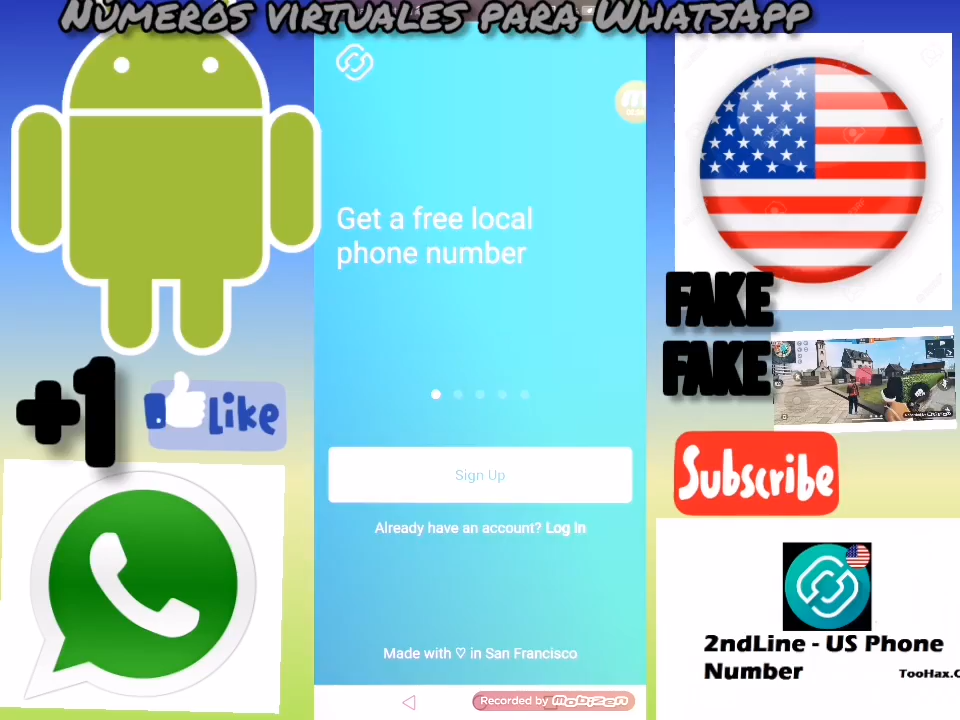 Números virtuales para WhatsApp
Get a free local
phone number
FAKE
FAKE
+1
Like
Sign Up
Subscribe
Already have an account? Log In
2ndLine - US Phone
Number
TooHax.C
Made with ♡ in San Francisco
Recorded by MOBIZEN